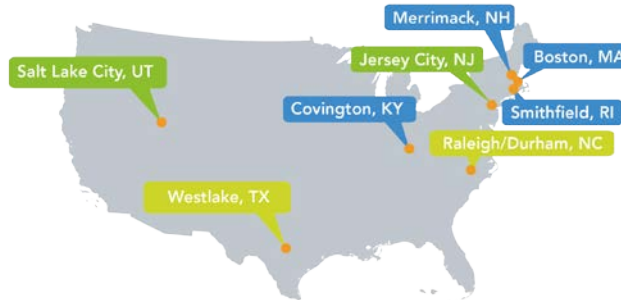 Merrimack, NH
Jersey City, NJ
Boston, MA
Salt Lake City, UT
Covington, KY
Smithfield, RI
Raleigh/Durham, NC
Westlake, TX